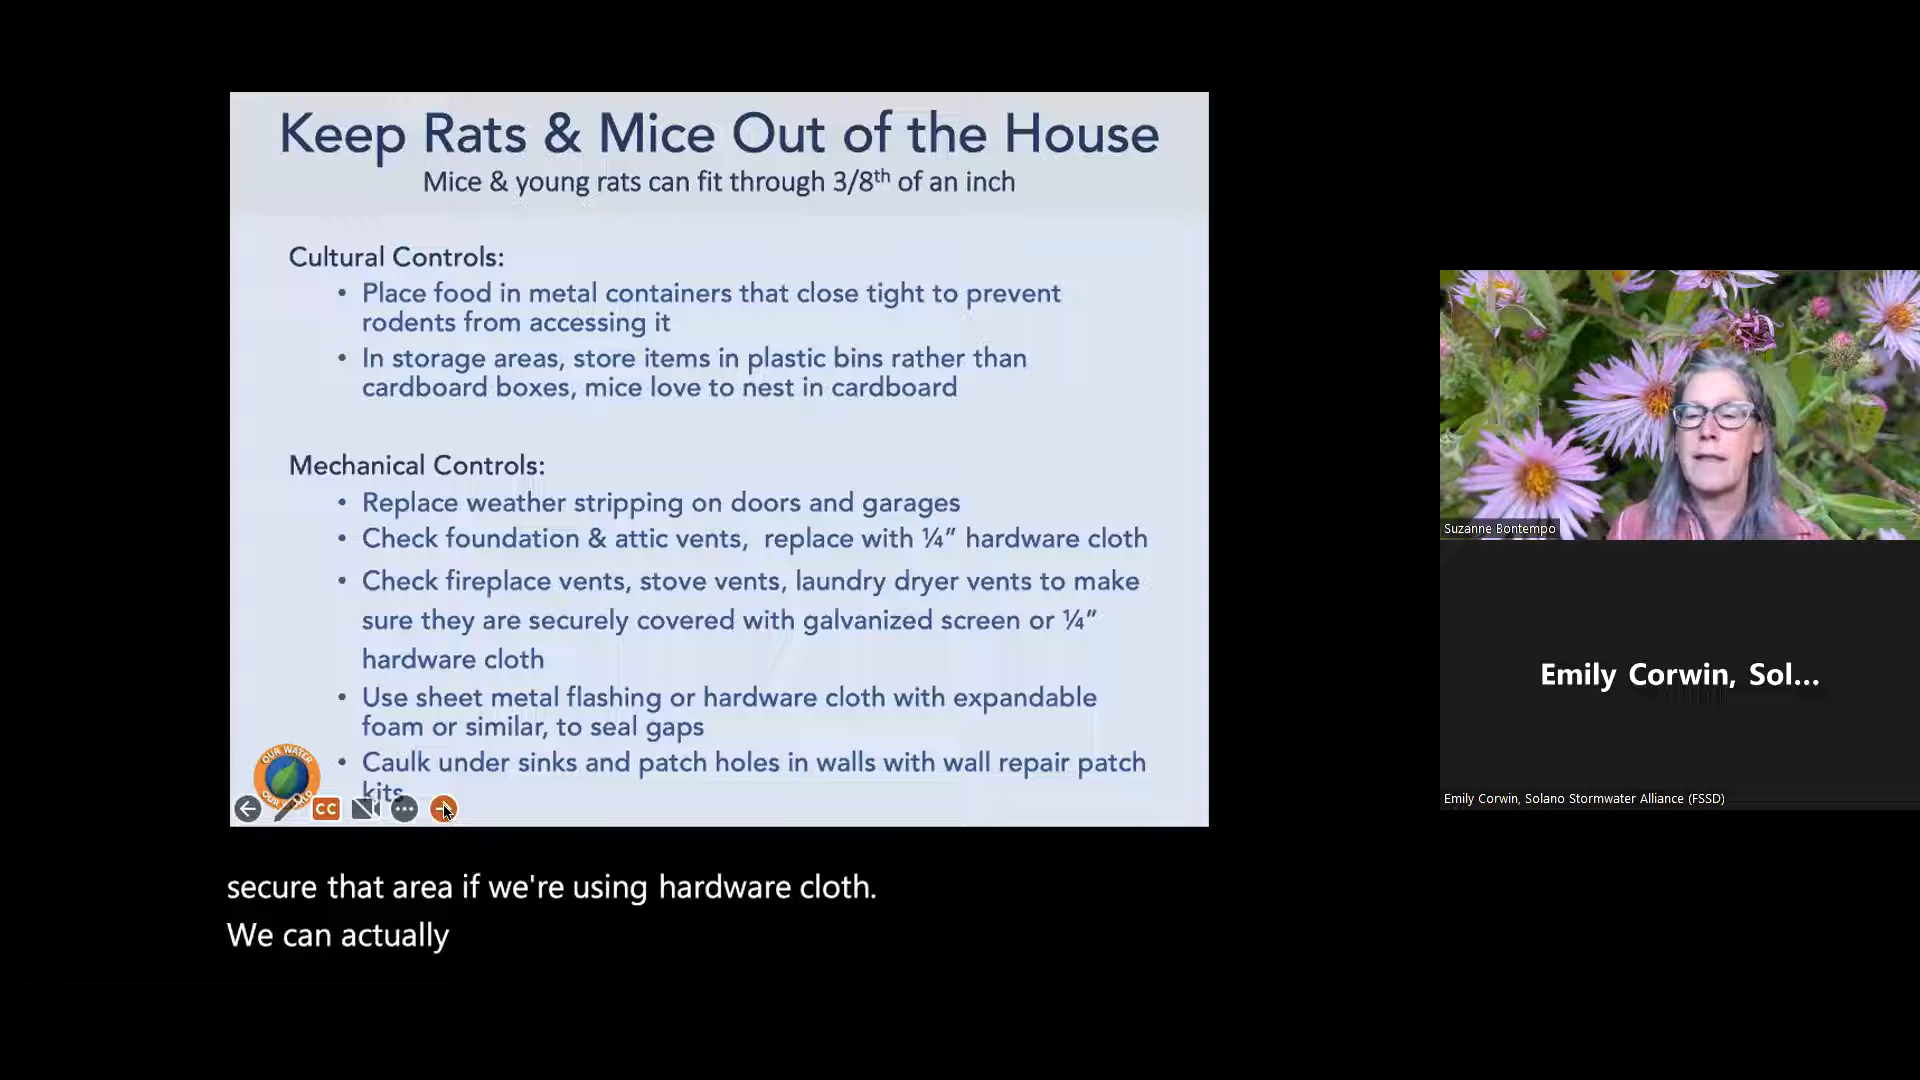 Keep Rats & Mice Out of the House
Mice & young rats can fit through 3/8th of an inch
Cultural Controls:
• Place food in metal containers that close tight to prevent
rodents from accessing it
• In storage areas, store items in plastic bins rather than
cardboard boxes, mice love to nest in cardboard
Mechanical Controls:
• Replace weather stripping on doors and garages
• Check foundation & attic vents, replace with ¼” hardware cloth
• Check fireplace vents, stove vents, laundry dryer vents to make
sure they are securely covered with galvanized screen or ¼”
hardware cloth
• Use sheet metal flashing or hardware cloth with expandable
foam or similar, to seal gaps
• Caulk under sinks and patch holes in walls with wall repair patch
kits
OUR WATER
CC
secure that area if we're using hardware cloth.
We can actually
Suzanne Bontempo
Emily Corwin, Sol...
Emily Corwin, Solano Stormwater Alliance (FSSD)